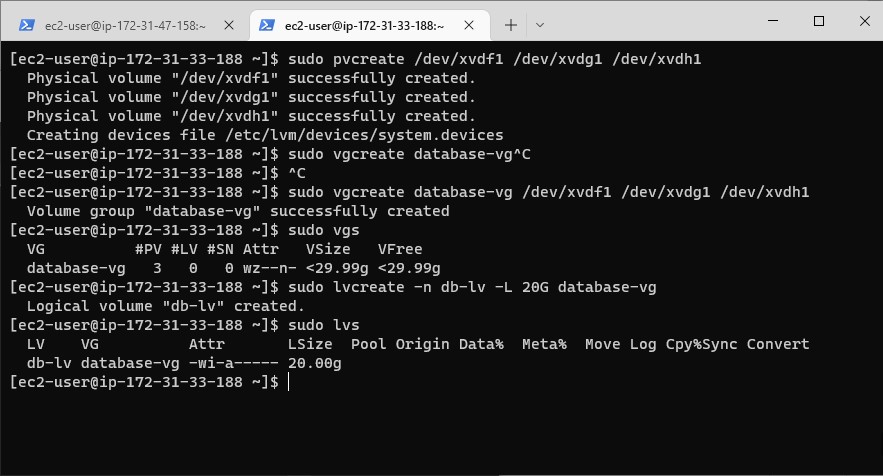 ec2-user@ip-172-31-47-158:~
ec2-user@ip-172-31-33-188:~
[ec2-user@ip-172-31-33-188 ~]$ sudo pvcreate /dev/xvdf1 /dev/xvdg1 /dev/xvdh1
  Physical volume "/dev/xvdf1" successfully created.
  Physical volume "/dev/xvdg1" successfully created.
  Physical volume "/dev/xvdh1" successfully created.
  Creating devices file /etc/lvm/devices/system.devices
[ec2-user@ip-172-31-33-188 ~]$ sudo vgcreate database-vg^C
[ec2-user@ip-172-31-33-188 ~]$ ^C
[ec2-user@ip-172-31-33-188 ~]$ sudo vgcreate database-vg /dev/xvdf1 /dev/xvdg1 /dev/xvdh1
  Volume group "database-vg" successfully created
[ec2-user@ip-172-31-33-188 ~]$ sudo vgs
  VG          #PV #LV #SN Attr   VSize   VFree
  database-vg   3   0   0 wz--n- <29.99g <29.99g
[ec2-user@ip-172-31-33-188 ~]$ sudo lvcreate -n db-lv -L 20G database-vg
  Logical volume "db-lv" created.
[ec2-user@ip-172-31-33-188 ~]$ sudo lvs
  LV    VG          Attr       LSize  Pool Origin Data%  Meta%  Move Log Cpy%Sync Convert
  db-lv database-vg -wi-a----- 20.00g
[ec2-user@ip-172-31-33-188 ~]$